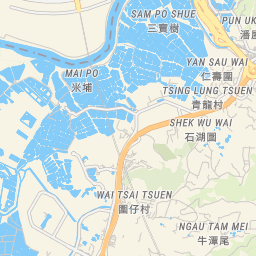 SAM PO SHUE
三寶樹
PUN UK
潘屋
MAI PO
米埔
YAN SAU WAI
仁壽圍
TSING LUNG TSUEN
青龍村
SHEK WU WAI
石湖圍
WAI TSAI TSUEN
圍仔村
NGAU TAM MEI
牛潭尾